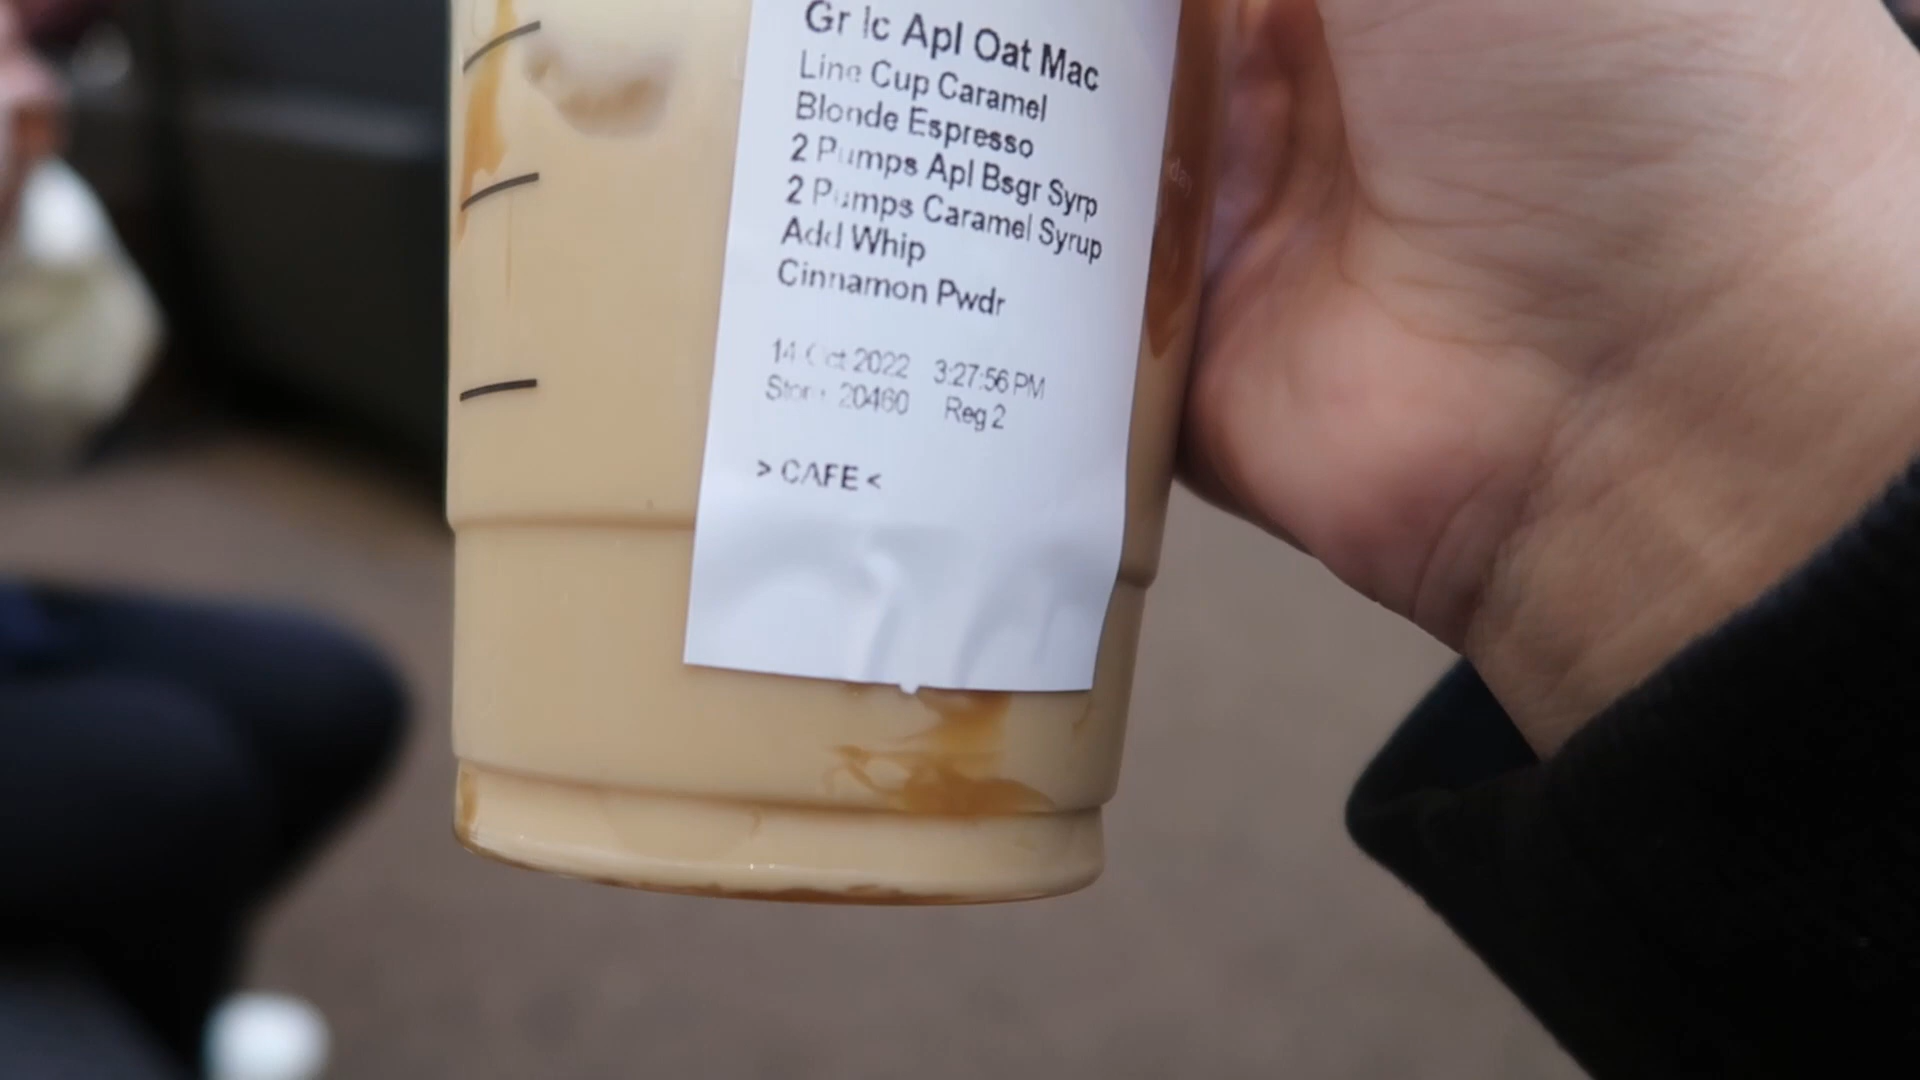 Gr Ic Apl Oat Mac
Line Cup Caramel
Blonde Espresso
2 Pumps Apl Bsgr Syrp
2 Pumps Caramel Syrup
Add Whip
Cinnamon Pwdr
14 Oct 2022 3:27:56 PM
Store 20460 Reg 2
> CAFE <